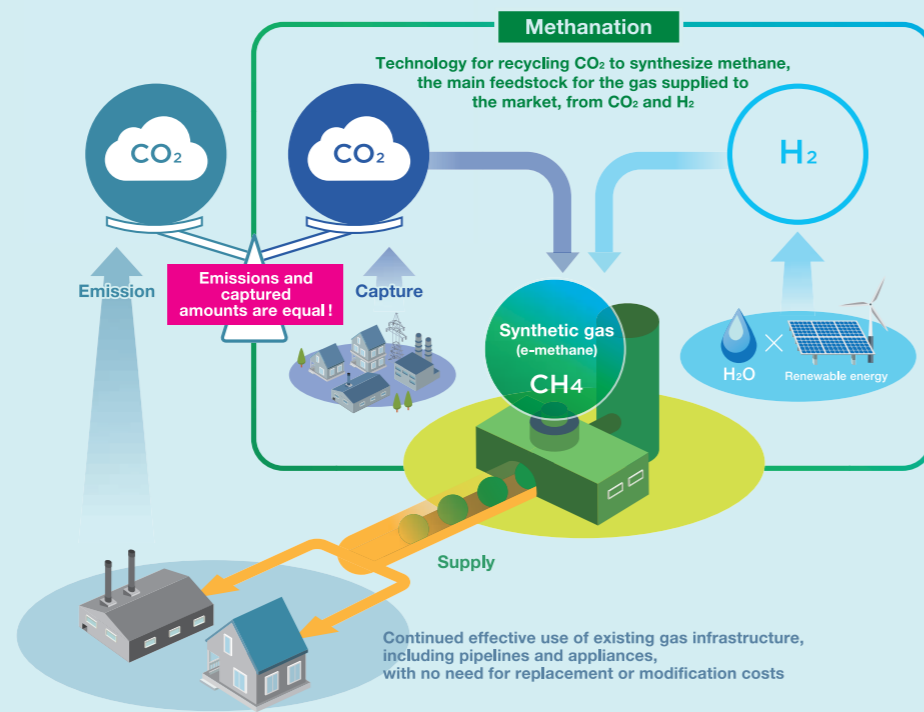 Methanation
Technology for recycling CO₂ to synthesize methane,
the main feedstock for the gas supplied to
the market, from CO₂ and H₂
CO₂
CO₂
H₂
Emission
Emissions and
captured
amounts are equal!
Capture
Synthetic gas
(e-methane)
CH4
H₂O
×
Renewable energy
Supply
Continued effective use of existing gas infrastructure,
including pipelines and appliances,
with no need for replacement or modification costs